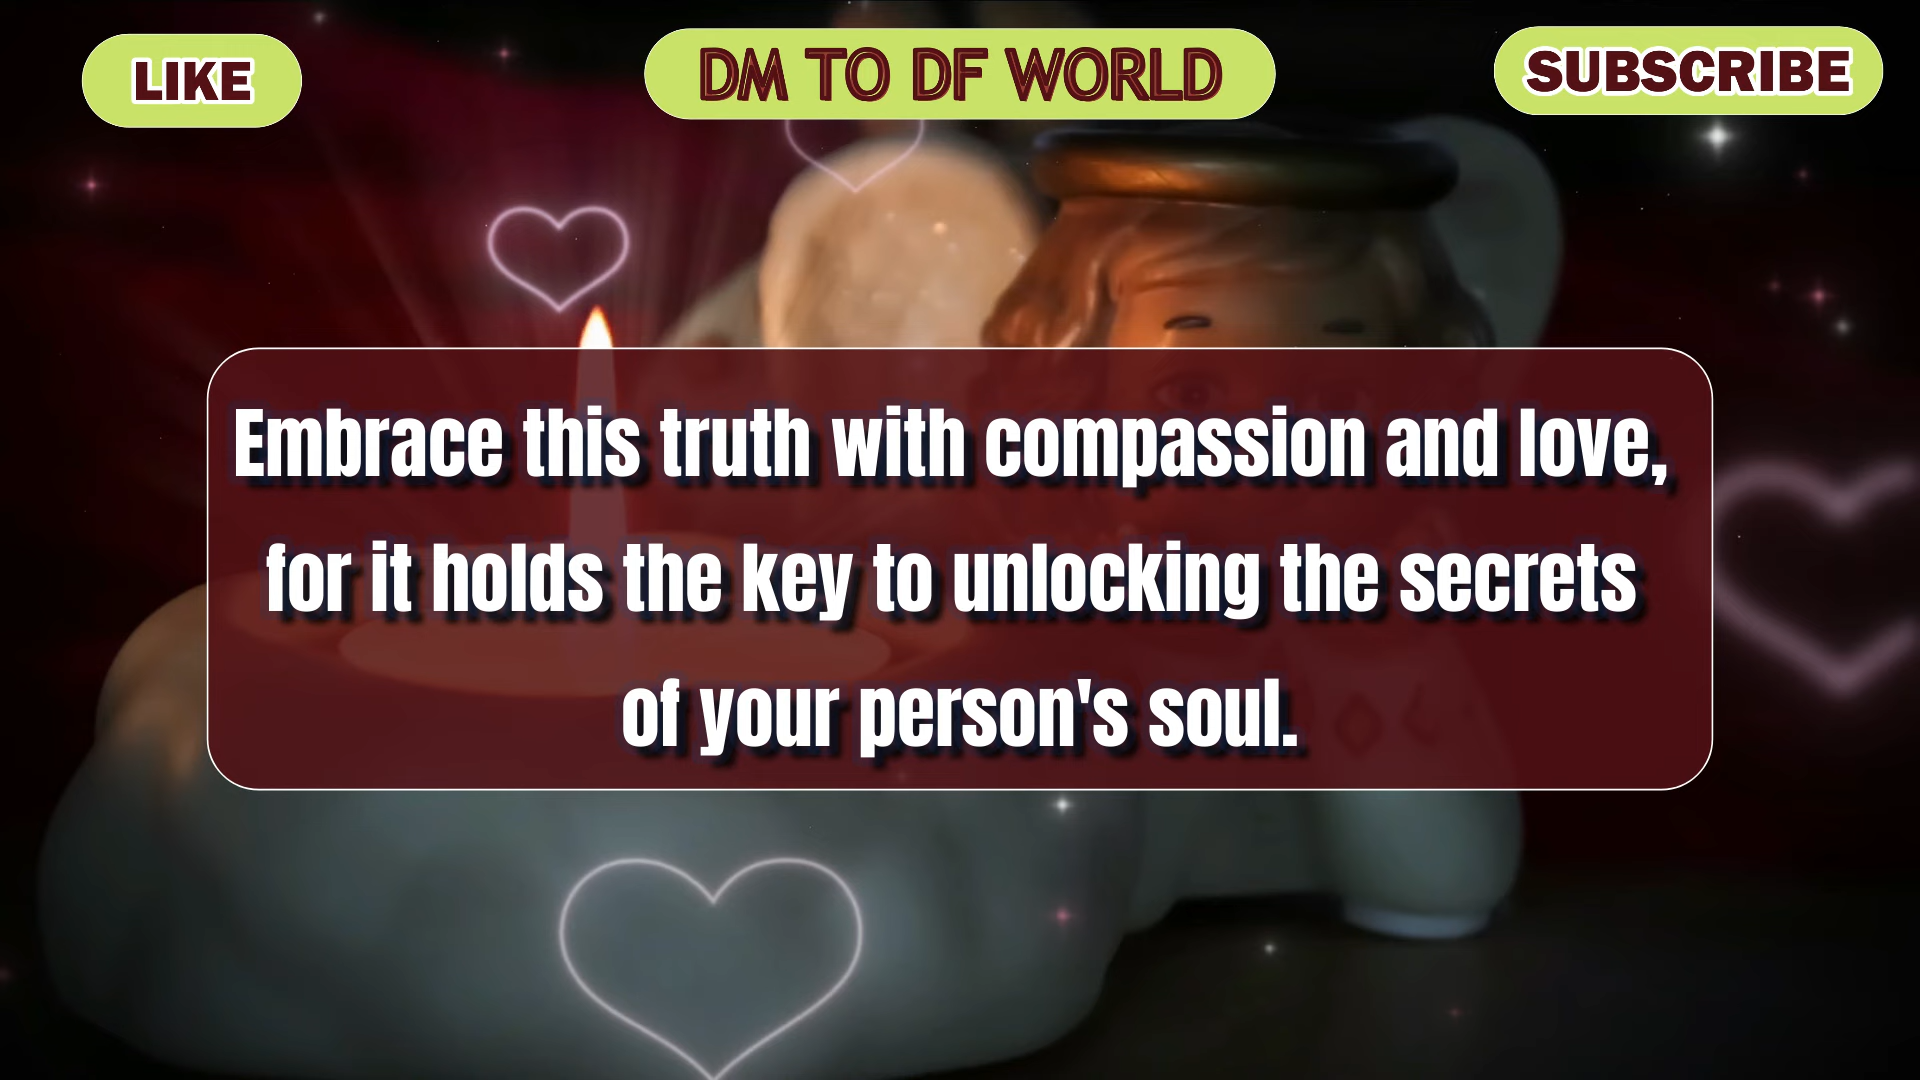 LIKE
DM TO DF WORLD
SUBSCRIBE
Embrace this truth with compassion and love,
for it holds the key to unlocking the secrets
of your person's soul.